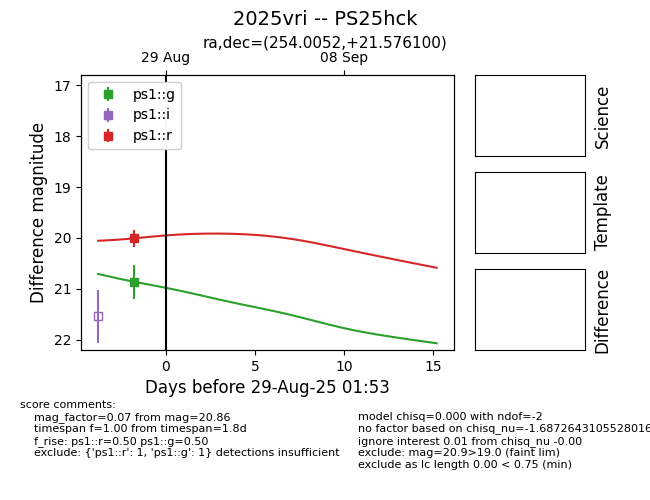 2025vri -- PS25hck
ra,dec=(254.0052,+21.576100)
29 Aug
08 Sep
ps1::g
ps1::i
ps1::r
17
18
19
20
21
22
Difference magnitude
0
5
10
15
Days before 29-Aug-25 01:53
Science
Template
Difference
score comments:
mag_factor=0.07 from mag=20.86
timespan f=1.00 from timespan=1.8d
f_rise: ps1::r=0.50 ps1::g=0.50
exclude: {'ps1::r': 1, 'ps1::g': 1} detections insufficient
model chisq=0.000 with ndof=-2
no factor based on chisq_nu=-1.6872643105528016
ignore interest 0.01 from chisq_nu -0.00
exclude: mag=20.9>19.0 (faint lim)
exclude as lc length 0.00 < 0.75 (min)